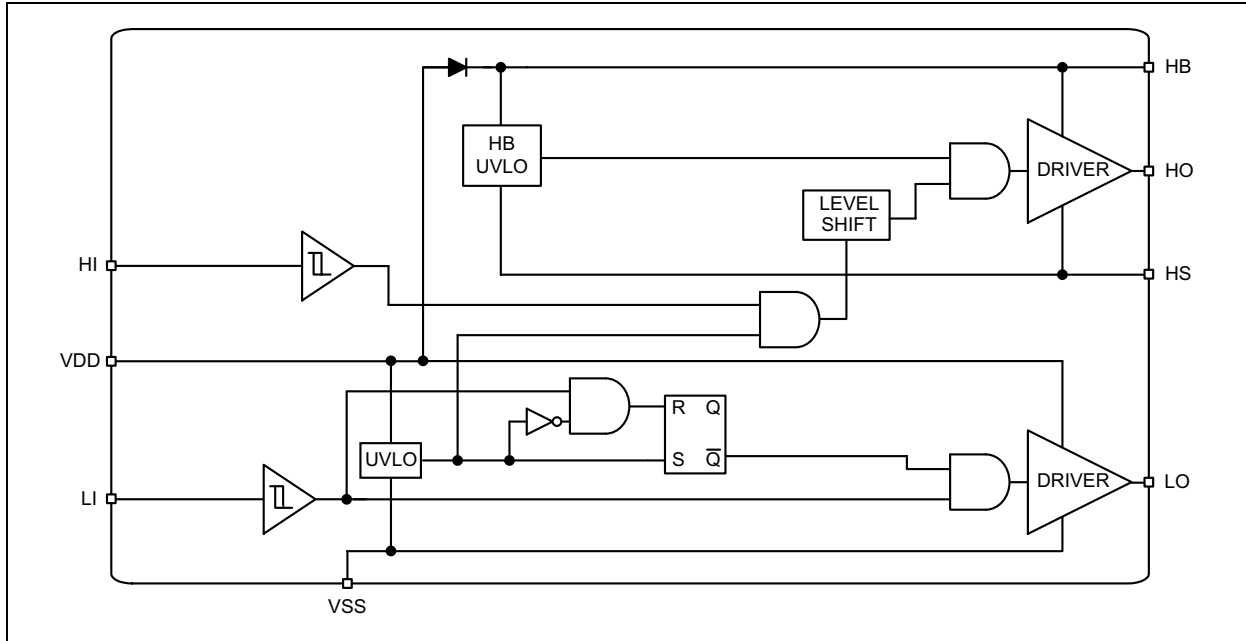 HB
HB
UVLO
DRIVER
HO
LEVEL
SHIFT
HI
HS
VDD
R Q
UVLO
S Q̅
DRIVER
LI
LO
VSS